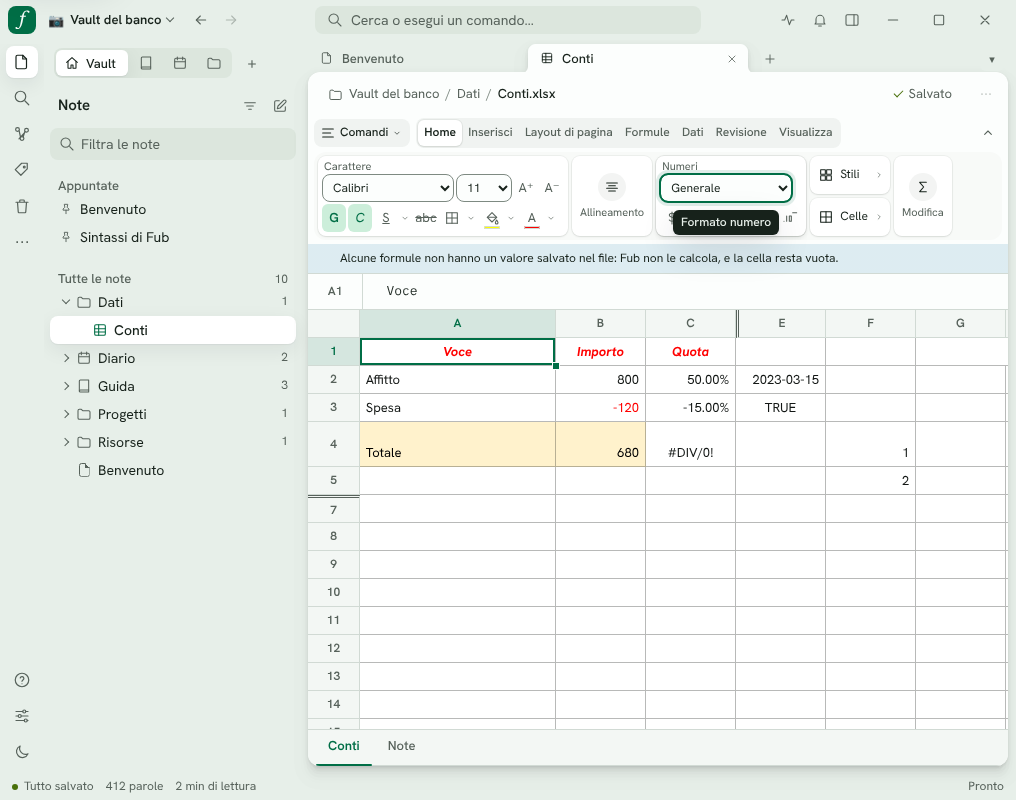 f Vault del banco
Cerca o esegui un comando...
Vault
Benvenuto
Conti
Note
Filtra le note
Appuntate
Benvenuto
Sintassi di Fub
Tutte le note 10
Dati 1
Conti
Diario 2
Guida 3
Progetti 1
Risorse 1
Benvenuto
Vault del banco / Dati / Conti.xlsx
Salvato
Comandi Home Inserisci Layout di pagina Formule Dati Revisione Visualizza
Carattere
Calibri 11 A⁺ A⁻
G C S abc A
Allineamento
Numeri
Generale
Formato numero
Stili
Celle
Σ
Modifica
Alcune formule non hanno un valore salvato nel file: Fub non le calcola, e la cella resta vuota.
A1 Voce
A B C E F G
1 Voce Importo Quota
2 Affitto 800 50.00% 2023-03-15
3 Spesa -120 -15.00% TRUE
4 Totale 680 #DIV/0! 1
5 2
7
8
9
10
11
12
13
14
Conti Note
Tutto salvato 412 parole 2 min di lettura
Pronto